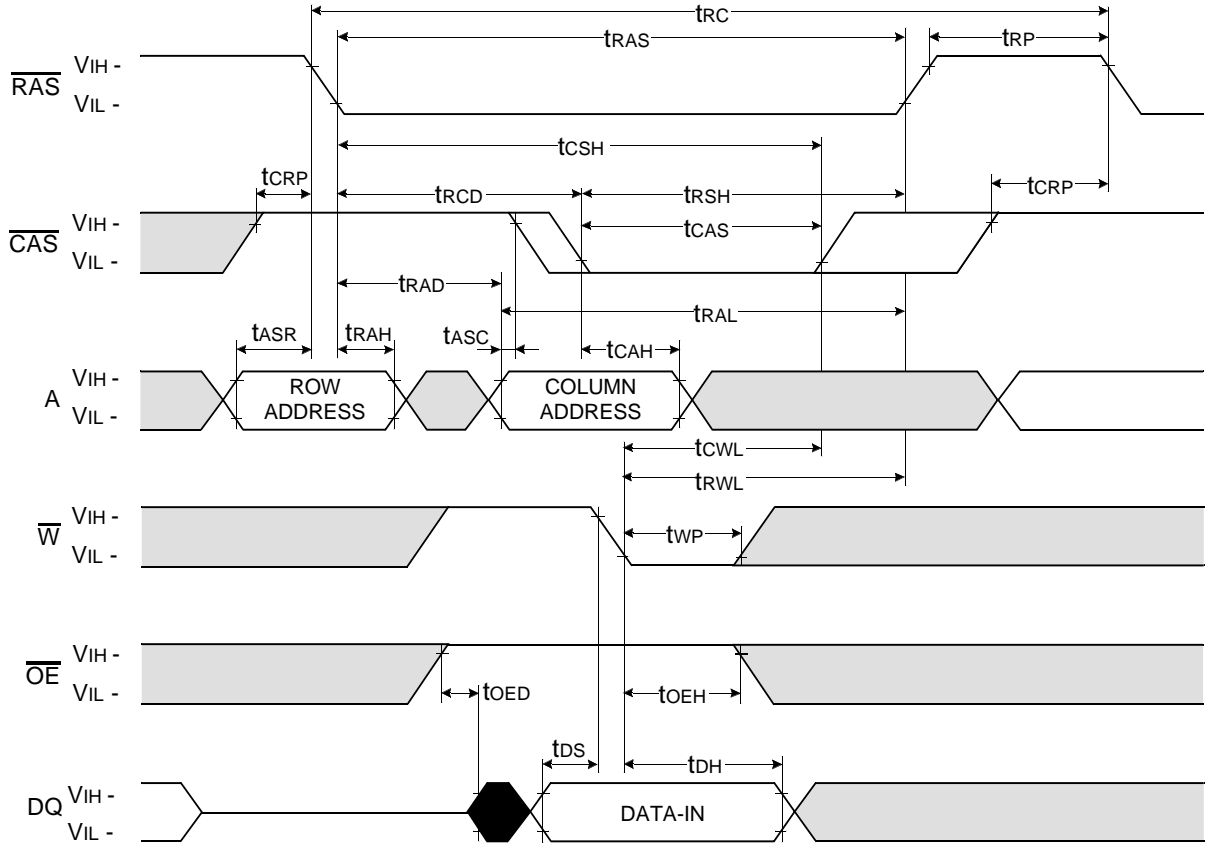 tRC
tRAS
tRP
RAS
VIH -
VIL -
tCSH
tCRP
tRCD
tRSH
tCRP
CAS
VIH -
VIL -
tCAS
tRAD
tRAL
tASR
tRAH
tASC
tCAH
A
VIH -
VIL -
ROW
ADDRESS
COLUMN
ADDRESS
tCWL
tRWL
W
VIH -
VIL -
tWP
OE
VIH -
VIL -
tOED
tOEH
tDS
tDH
DQ
VIH -
VIL -
DATA-IN